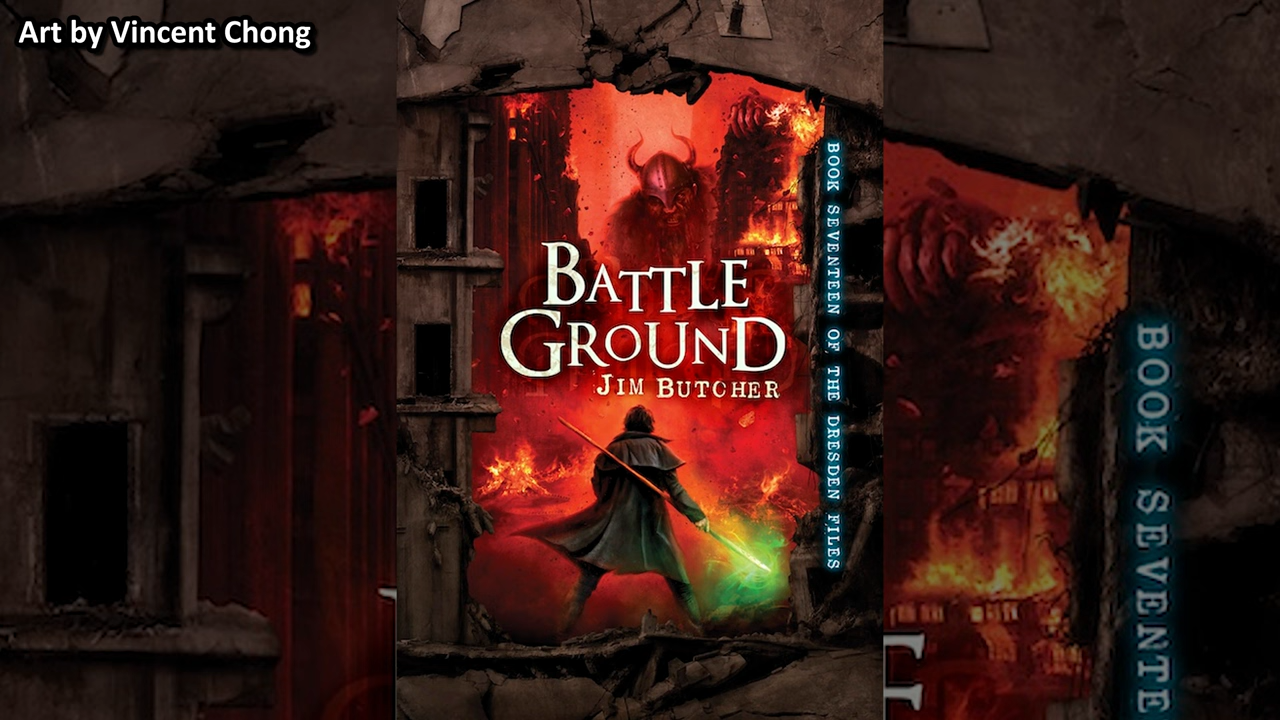 Art by Vincent Chong
BATTLE
GROUND
JIM BUTCHER
BOOK SEVENTEEN OF THE DRESDEN FILES
BOOK SEVENTE